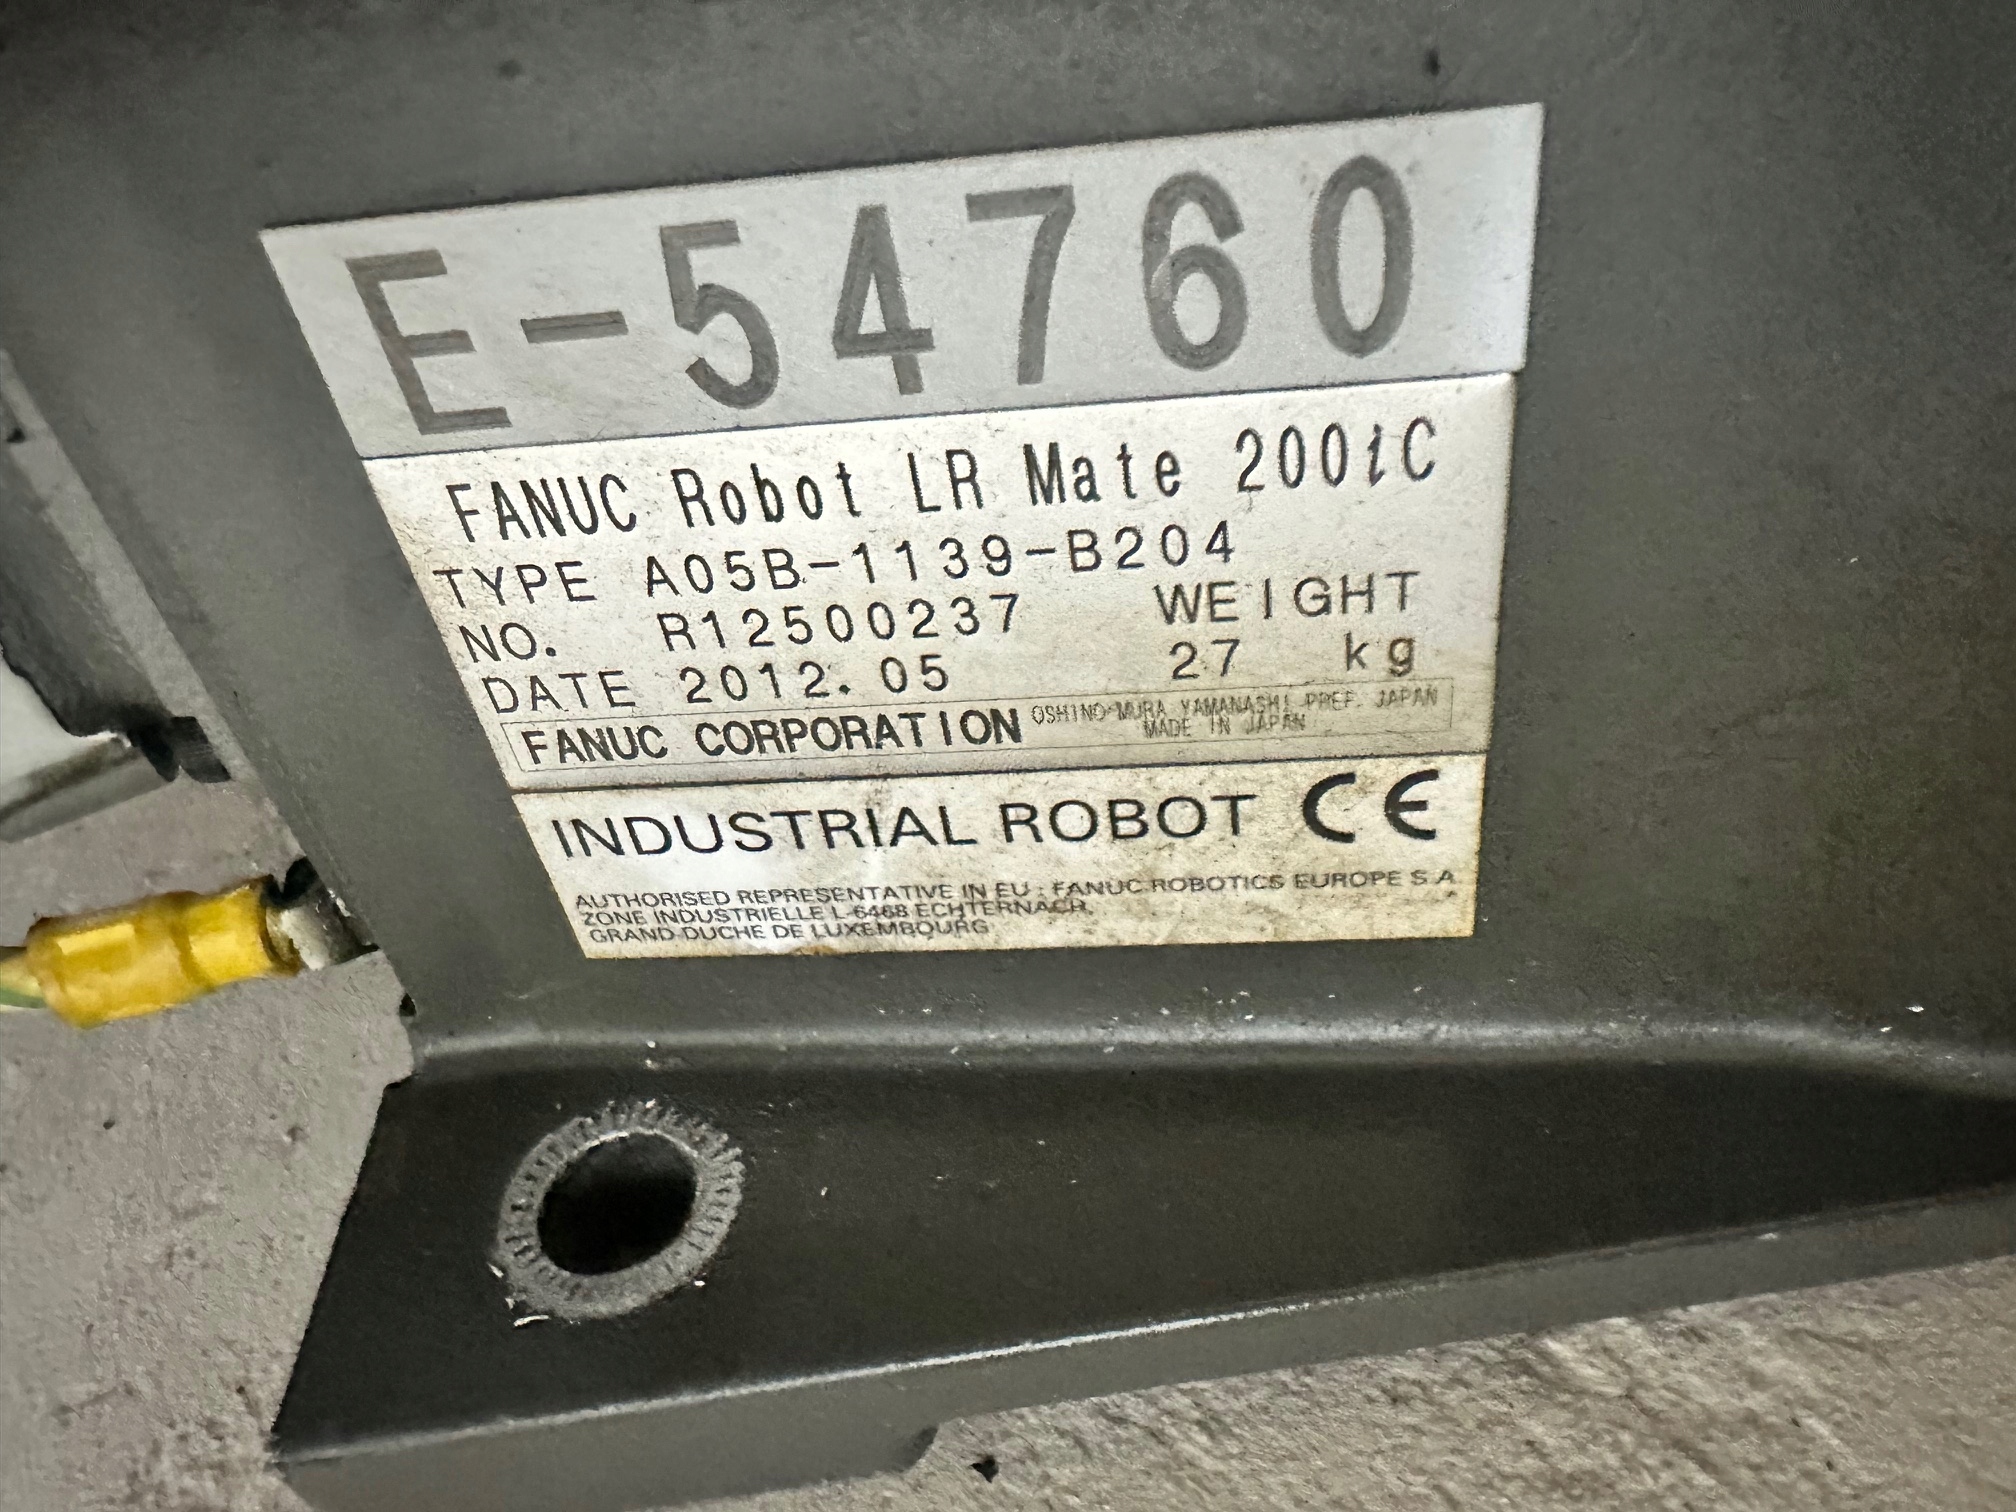 E-54760
FANUC Robot LR Mate 200iC
TYPE A05B-1139-B204
NO. R12500237 WEIGHT
DATE 2012.05 27 kg
FANUC CORPORATION OSHINO-MURA YAMANASHI PREF. JAPAN
MADE IN JAPAN
INDUSTRIAL ROBOT CE
AUTHORISED REPRESENTATIVE IN EU : FANUC ROBOTICS EUROPE S.A.
ZONE INDUSTRIELLE L-6468 ECHTERNACH,
GRAND-DUCHE DE LUXEMBOURG